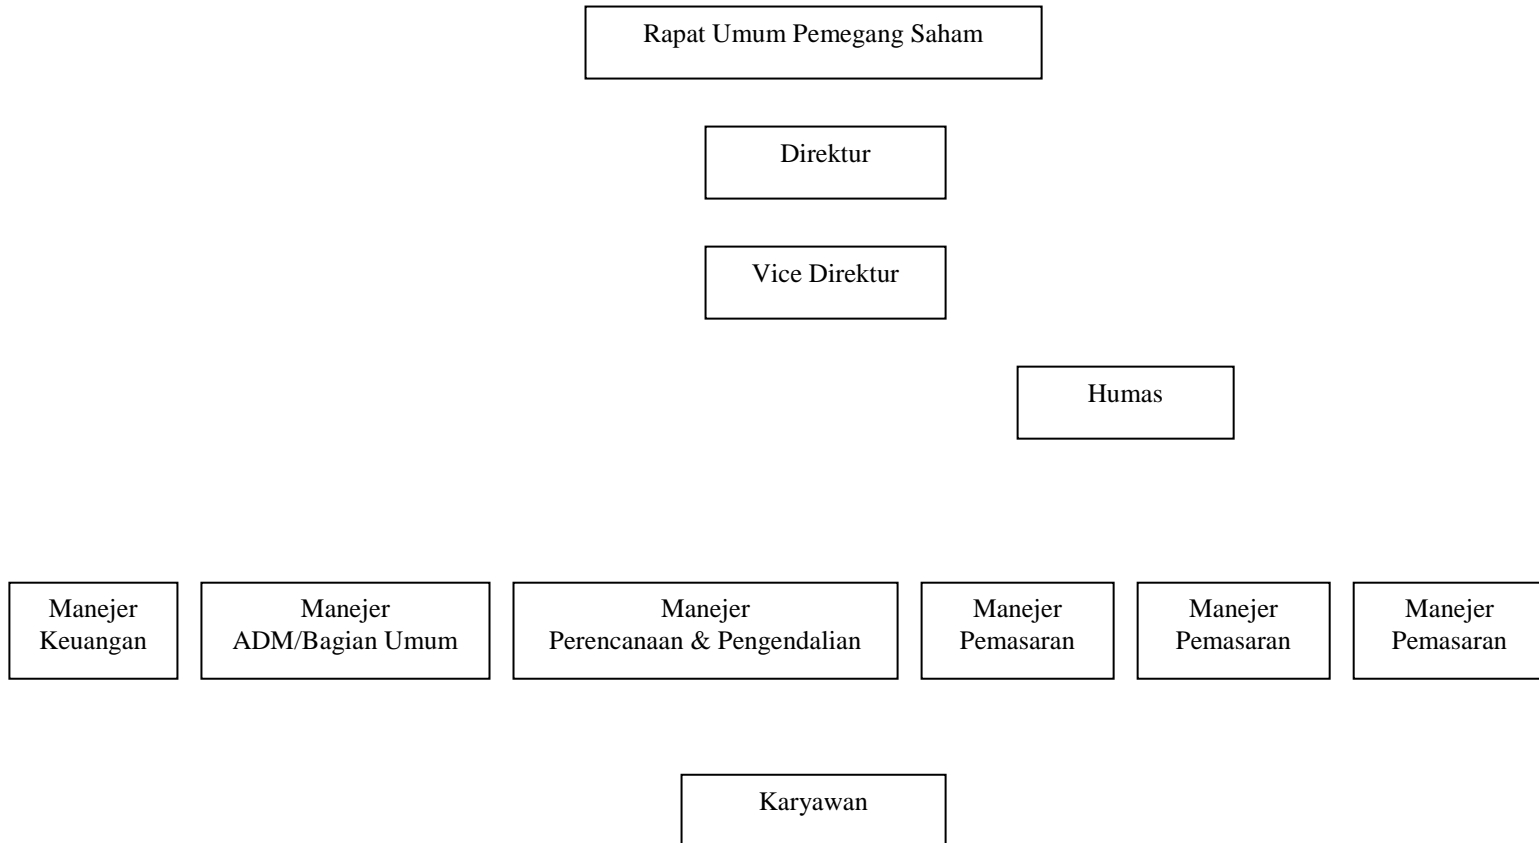 Rapat Umum Pemegang Saham
Direktur
Vice Direktur
Humas
Manejer
Keuangan
Manejer
ADM/Bagian Umum
Manejer
Perencanaan & Pengendalian
Manejer
Pemasaran
Manejer
Pemasaran
Manejer
Pemasaran
Karyawan